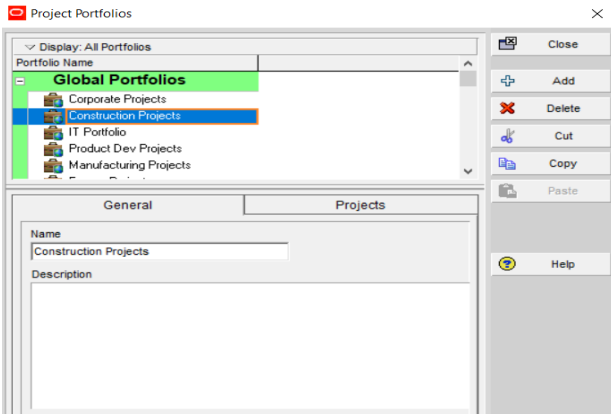 Project Portfolios
Display: All Portfolios
Portfolio Name
Global Portfolios
Corporate Projects
Construction Projects
IT Portfolio
Product Dev Projects
Manufacturing Projects
General
Projects
Name
Construction Projects
Description
Close
Add
Delete
Cut
Copy
Paste
Help